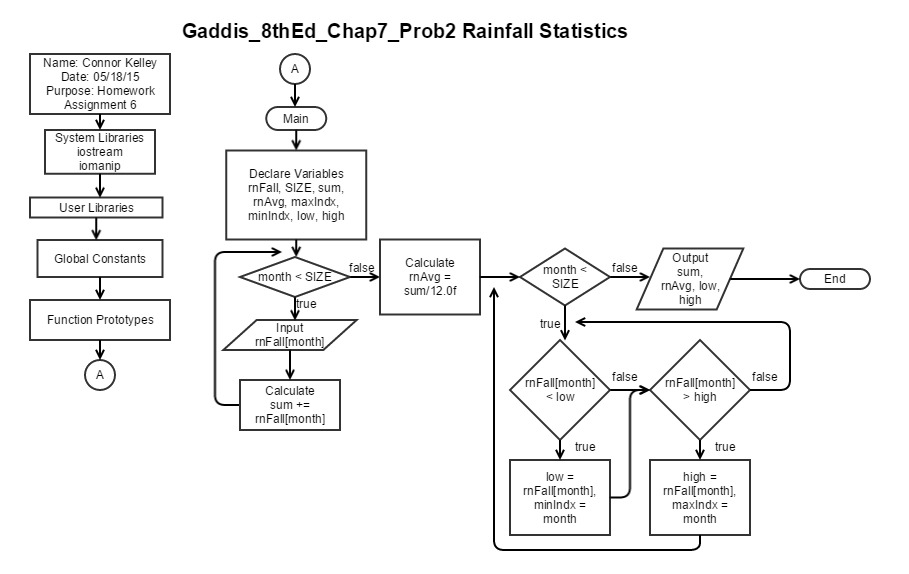 Gaddis_8thEd_Chap7_Prob2 Rainfall Statistics
Name: Connor Kelley
Date: 05/18/15
Purpose: Homework
Assignment 6
System Libraries
iostream
iomanip
User Libraries
Global Constants
Function Prototypes
A
A
Main
Declare Variables
rnFall, SIZE, sum,
rnAvg, maxIndx,
minIndx, low, high
month < SIZE
false
true
Input
rnFall[month]
Calculate
sum +=
rnFall[month]
Calculate
rnAvg =
sum/12.0f
month <
SIZE
false
true
Output
sum,
rnAvg, low,
high
End
rnFall[month]
< low
false
true
low =
rnFall[month],
minIndx =
month
rnFall[month]
> high
false
true
high =
rnFall[month],
maxIndx =
month